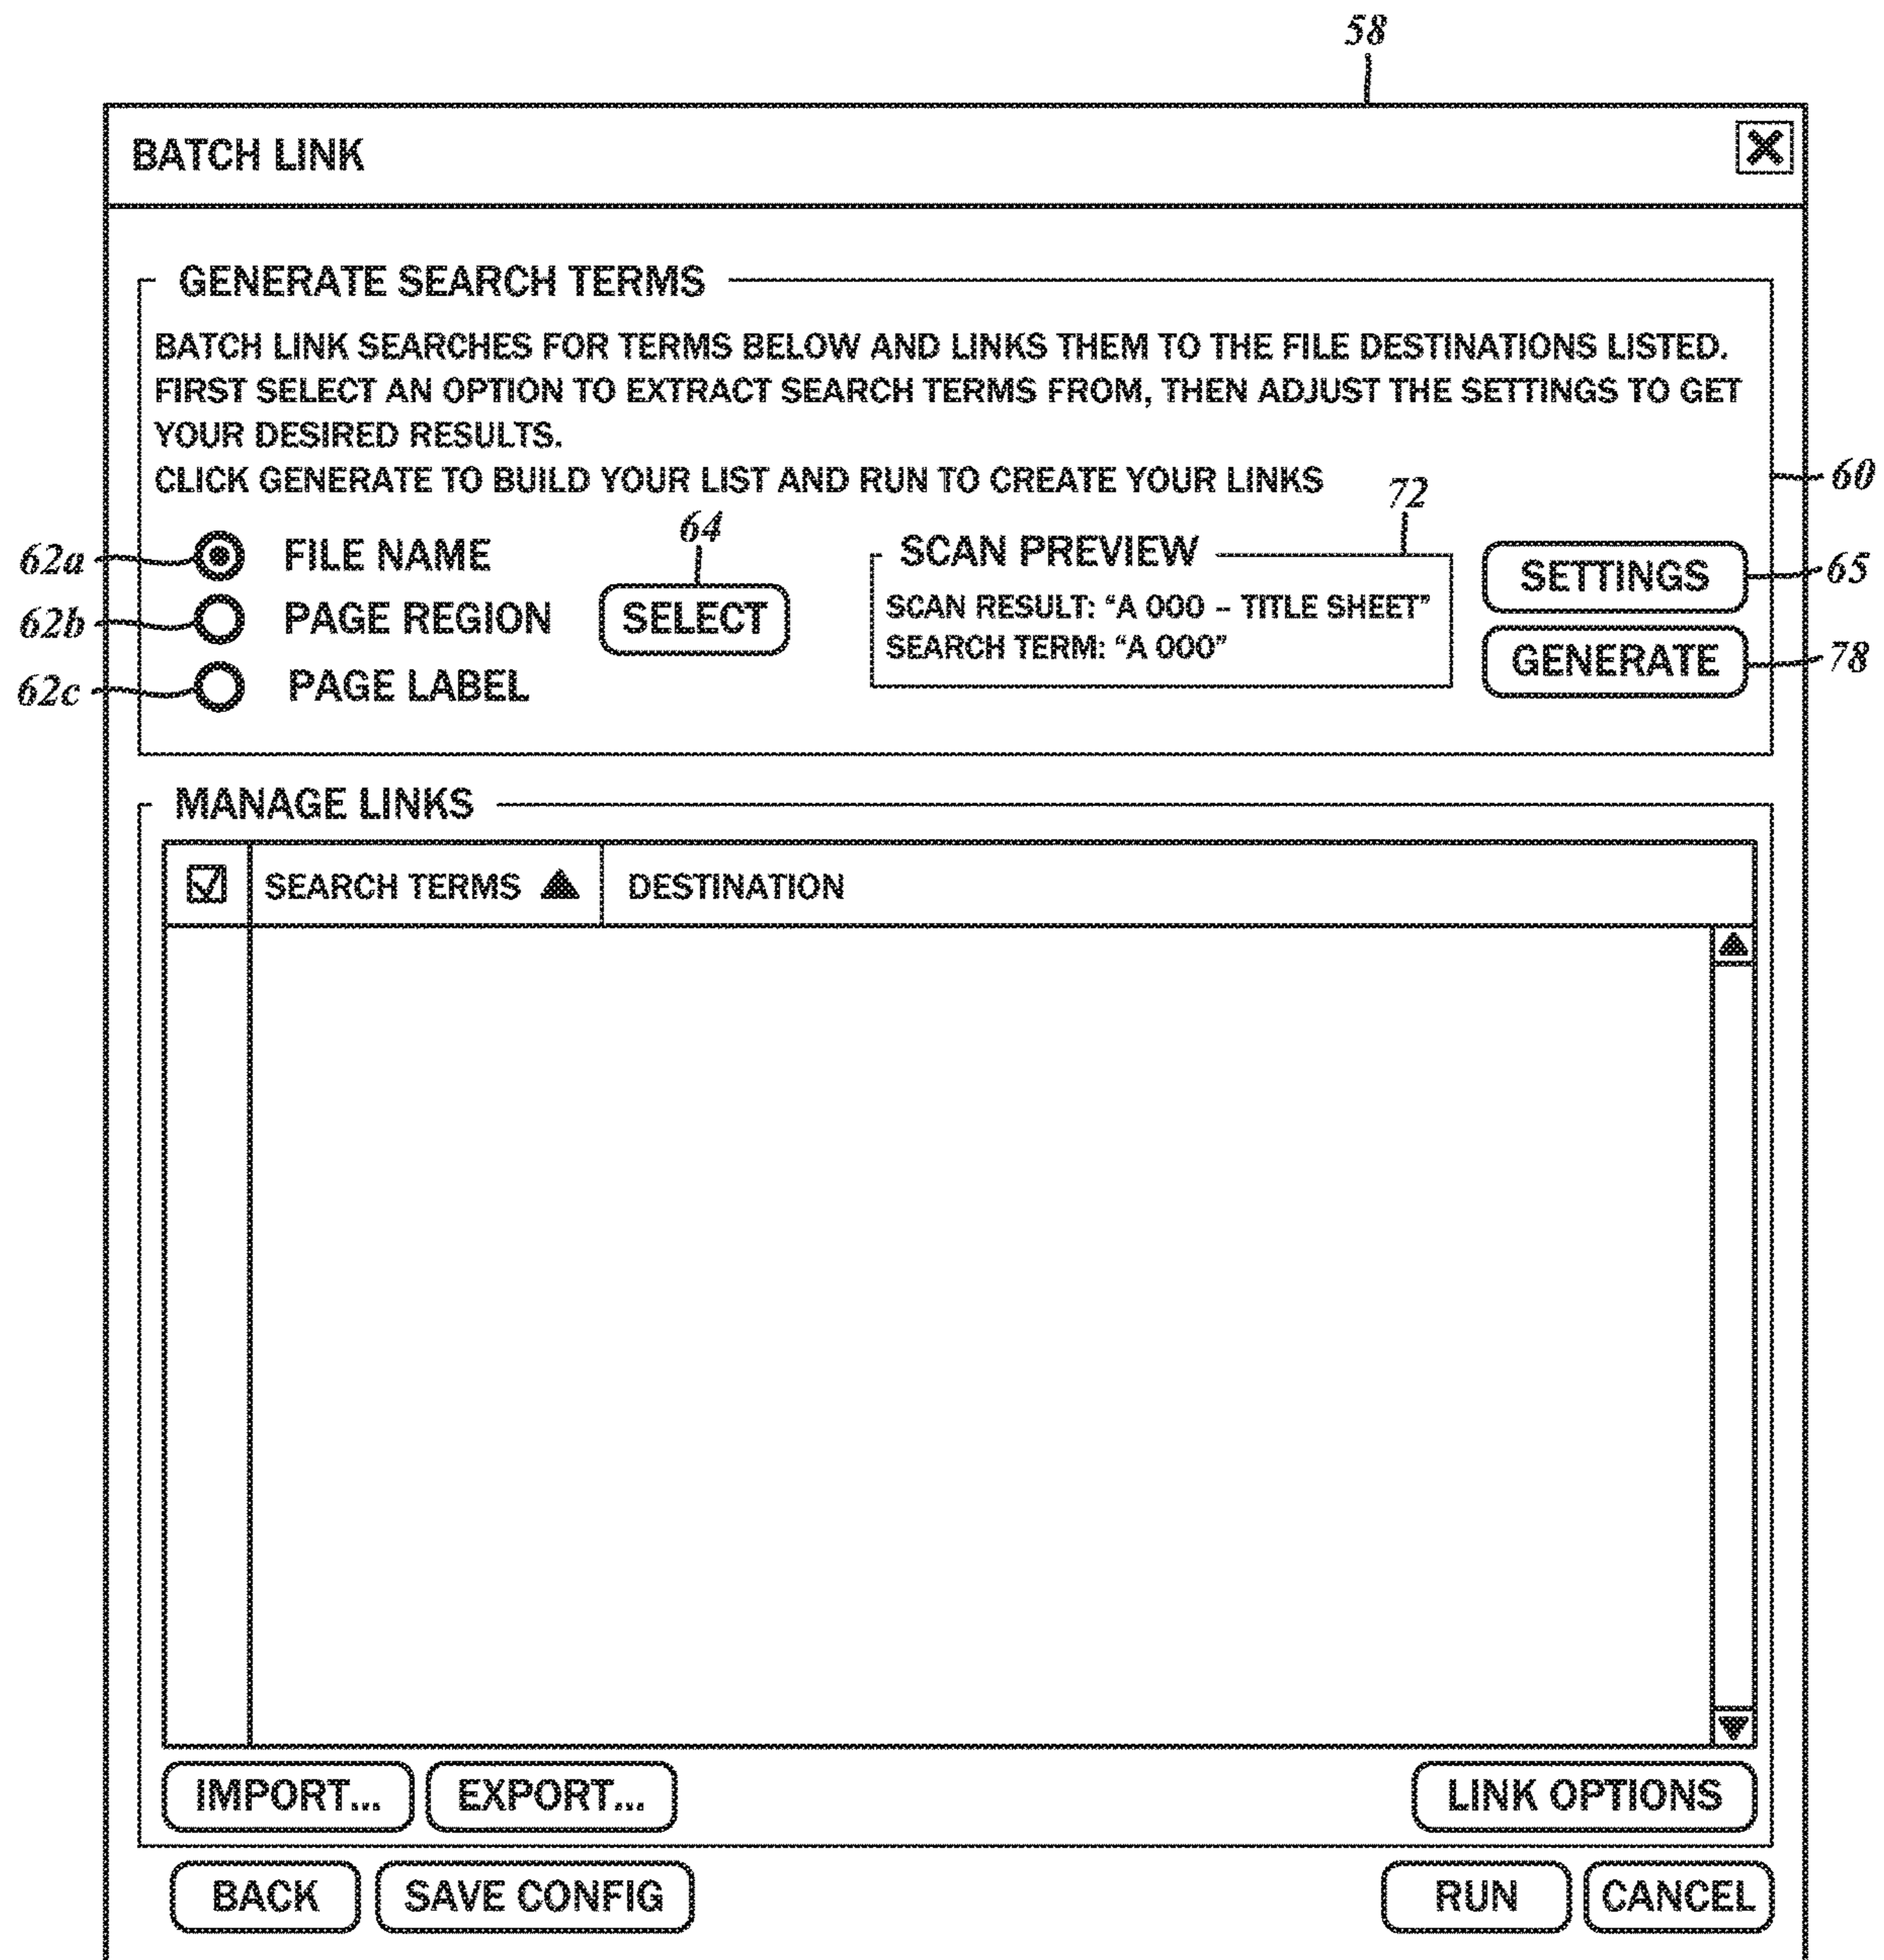 58
BATCH LINK
GENERATE SEARCH TERMS
BATCH LINK SEARCHES FOR TERMS BELOW AND LINKS THEM TO THE FILE DESTINATIONS LISTED.
FIRST SELECT AN OPTION TO EXTRACT SEARCH TERMS FROM, THEN ADJUST THE SETTINGS TO GET
YOUR DESIRED RESULTS.
CLICK GENERATE TO BUILD YOUR LIST AND RUN TO CREATE YOUR LINKS
60
72
64
62a FILE NAME
SCAN PREVIEW
SETTINGS 65
62b PAGE REGION SELECT
SCAN RESULT: “A 000 – TITLE SHEET”
SEARCH TERM: “A 000”
GENERATE 78
62c PAGE LABEL
MANAGE LINKS
SEARCH TERMS DESTINATION
IMPORT... EXPORT... LINK OPTIONS
BACK SAVE CONFIG RUN CANCEL